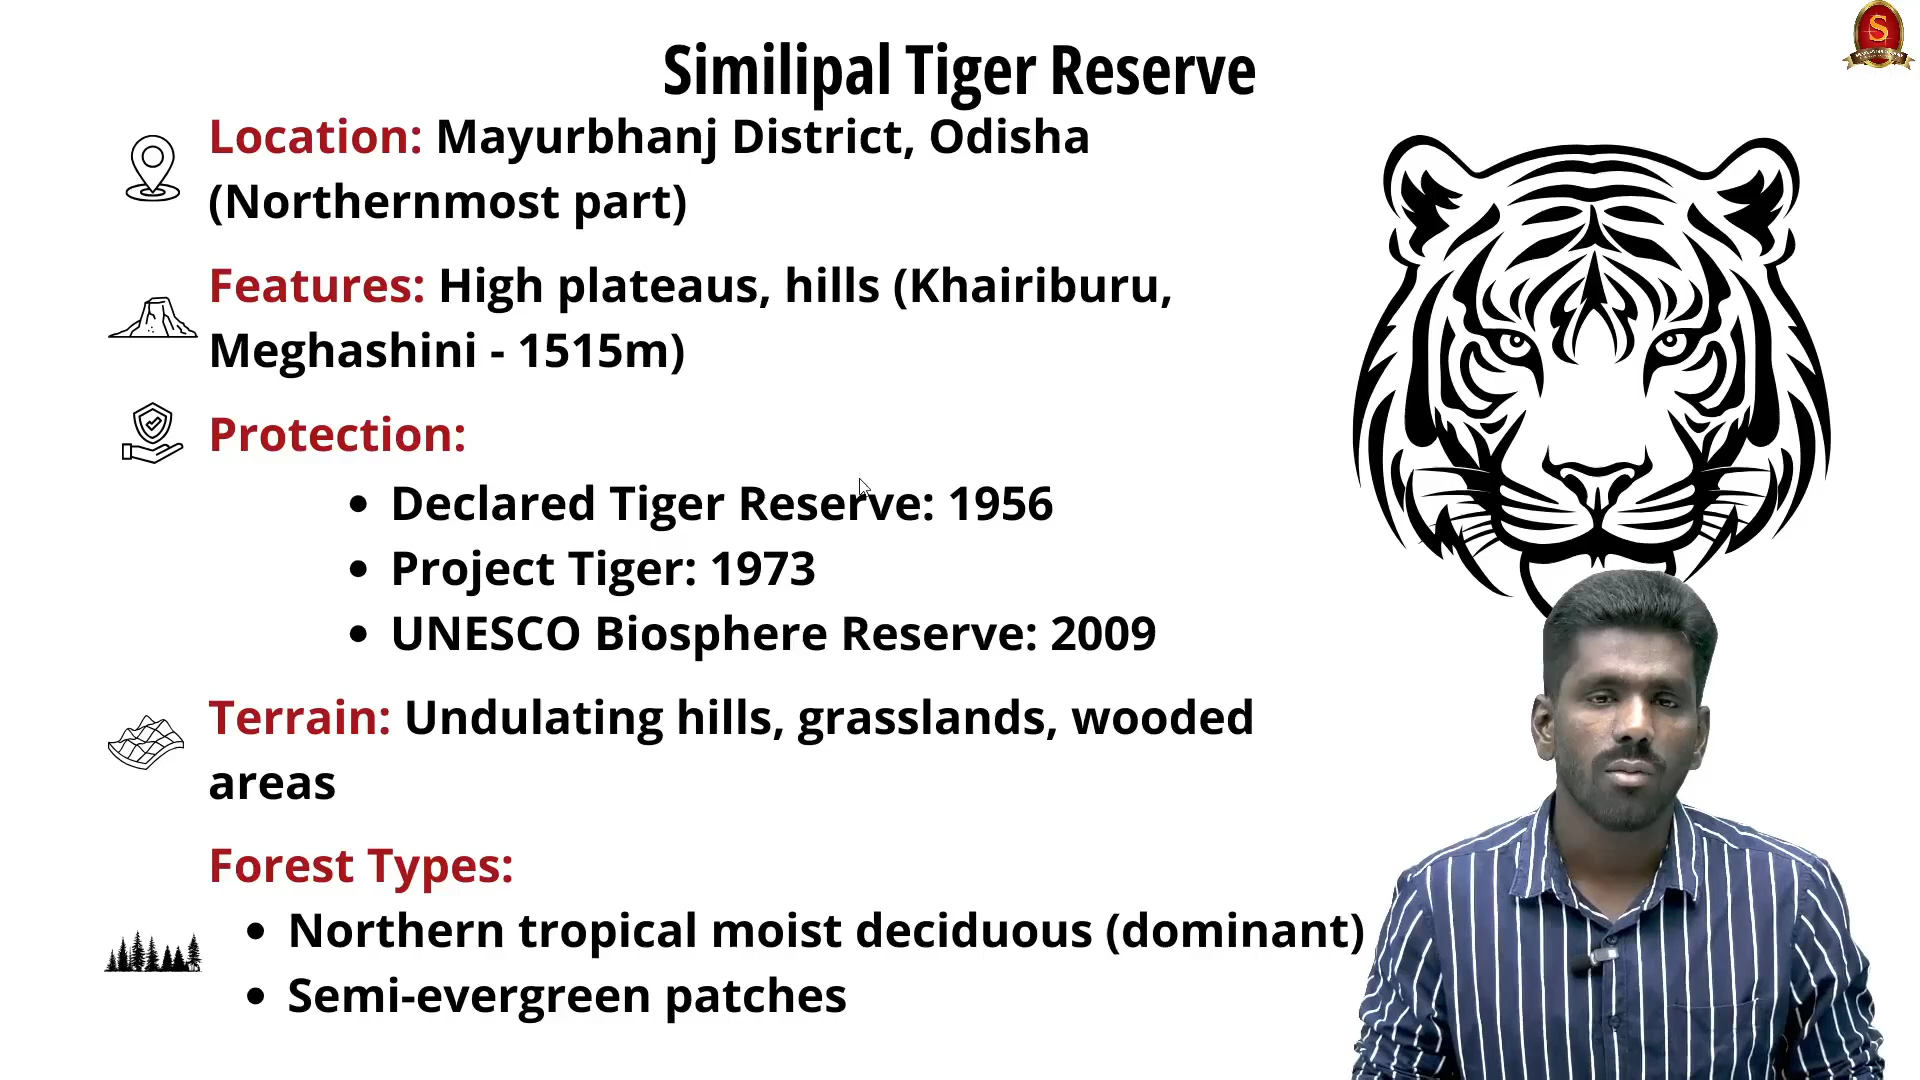 Similipal Tiger Reserve
Location: Mayurbhanj District, Odisha
(Northernmost part)
Features: High plateaus, hills (Khairiburu,
Meghashini - 1515m)
Protection:
• Declared Tiger Reserve: 1956
• Project Tiger: 1973
• UNESCO Biosphere Reserve: 2009
Terrain: Undulating hills, grasslands, wooded
areas
Forest Types:
• Northern tropical moist deciduous (dominant)
• Semi-evergreen patches
S